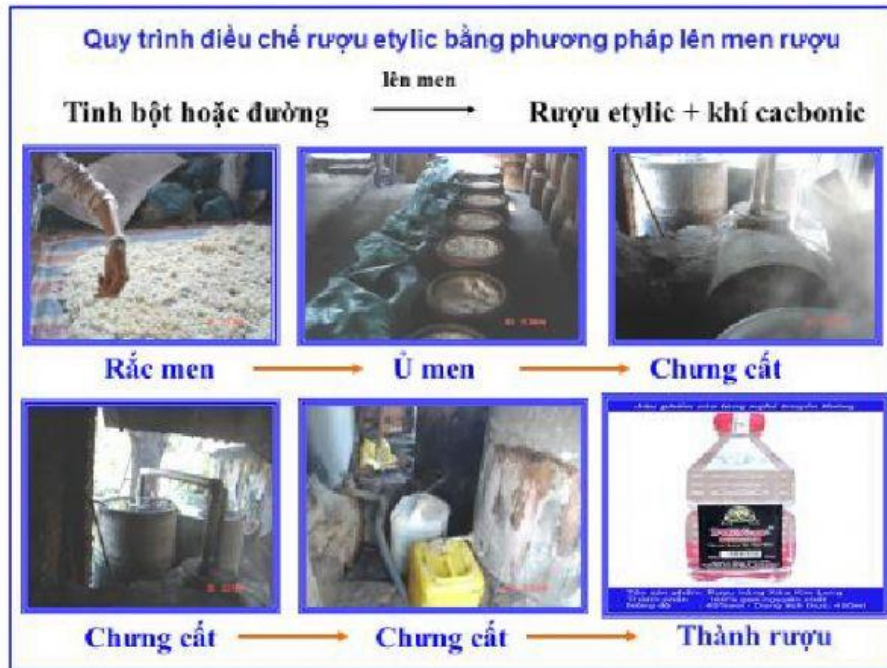 Quy trình điều chế rượu etylic bằng phương pháp lên men rượu
lên men
Tinh bột hoặc đường → Rượu etylic + khí cacbonic
Rắc men → Ủ men → Chưng cất
Chưng cất → Chưng cất → Thành rượu